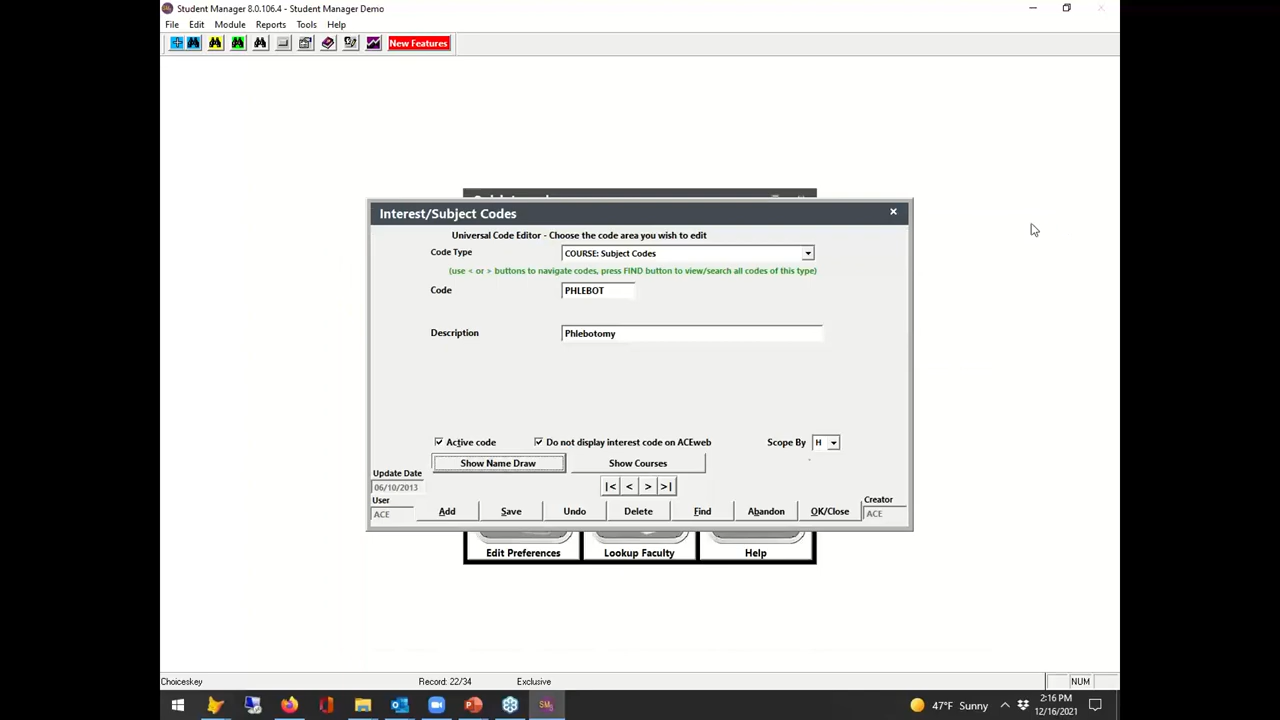 Student Manager 8.0.106.4 - Student Manager Demo
File Edit Module Reports Tools Help
New Features
Interest/Subject Codes
Universal Code Editor - Choose the code area you wish to edit
Code Type COURSE: Subject Codes
(use < or > buttons to navigate codes, press FIND button to view/search all codes of this type)
Code PHLEBOT
Description Phlebotomy
Active code Do not display interest code on ACEweb Scope By H
Show Name Draw Show Courses
Update Date
06/10/2013 |< < > >|
User Creator
ACE Add Save Undo Delete Find Abandon OK/Close ACE
Edit Preferences Lookup Faculty Help
Choiceskey Record: 22/34 Exclusive NUM
47°F Sunny 2:16 PM
12/16/2021